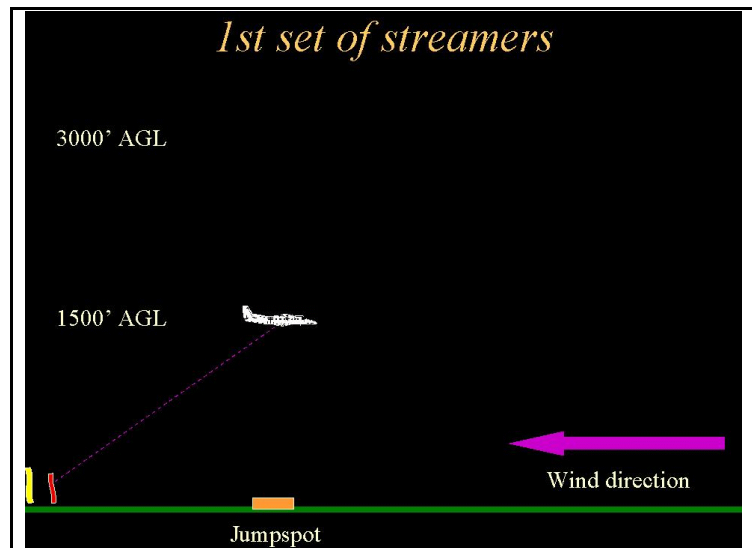 1st set of streamers
3000’ AGL
1500’ AGL
Wind direction
Jumpspot